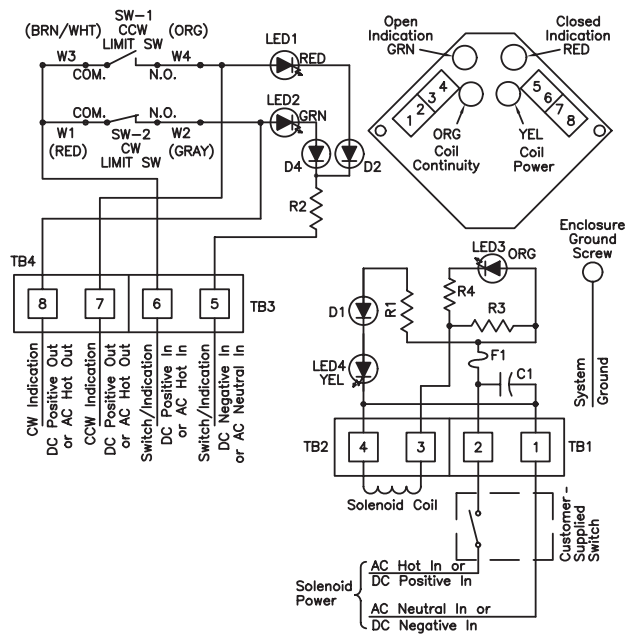 (BRN/WHT)
SW-1
CCW
LIMIT SW
(ORG)
W3
W4
COM.
N.O.
LED1
RED
LED2
GRN
COM.
N.O.
W1
(RED)
SW-2
CW
LIMIT SW
W2
(GRAY)
D4
D2
R2
Open
Indication
GRN
Closed
Indication
RED
1
2
3
4
5
6
7
8
ORG
Coil
Continuity
YEL
Coil
Power
Enclosure
Ground
Screw
System
Ground
TB4
8
7
6
5
TB3
CW Indication
DC Positive Out
or AC Hot Out
CCW Indication
DC Positive Out
or AC Hot Out
Switch/Indication
DC Positive In
or AC Hot In
Switch/Indication
DC Negative In
or AC Neutral In
LED3
ORG
R4
R3
D1
R1
F1
C1
LED4
YEL
TB2
4
3
2
1
TB1
Solenoid Coil
Customer-
Supplied
Switch
Solenoid
Power
AC Hot In or
DC Positive In
AC Neutral In or
DC Negative In